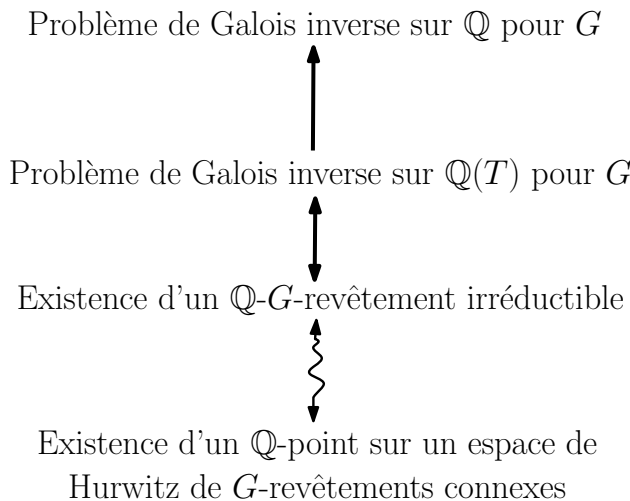 Problème de Galois inverse sur ℚ pour G
Problème de Galois inverse sur ℚ(T) pour G
Existence d'un ℚ-G-revêtement irréductible
Existence d'un ℚ-point sur un espace de
Hurwitz de G-revêtements connexes